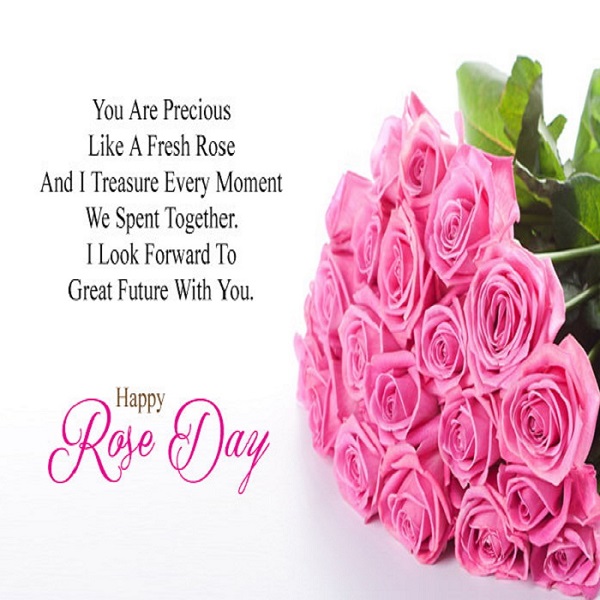 You Are Precious
Like A Fresh Rose
And I Treasure Every Moment
We Spent Together.
I Look Forward To
Great Future With You.
Happy
Rose Day